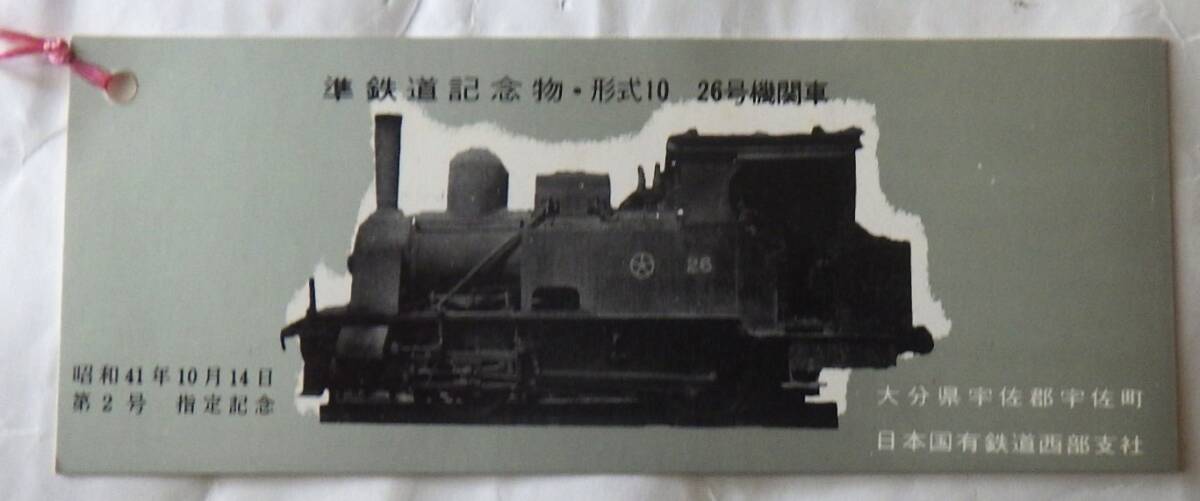 準鉄道記念物・形式10 26号機関車
26
昭和41年10月14日
第2号 指定記念
大分県宇佐郡宇佐町
日本国有鉄道西部支社